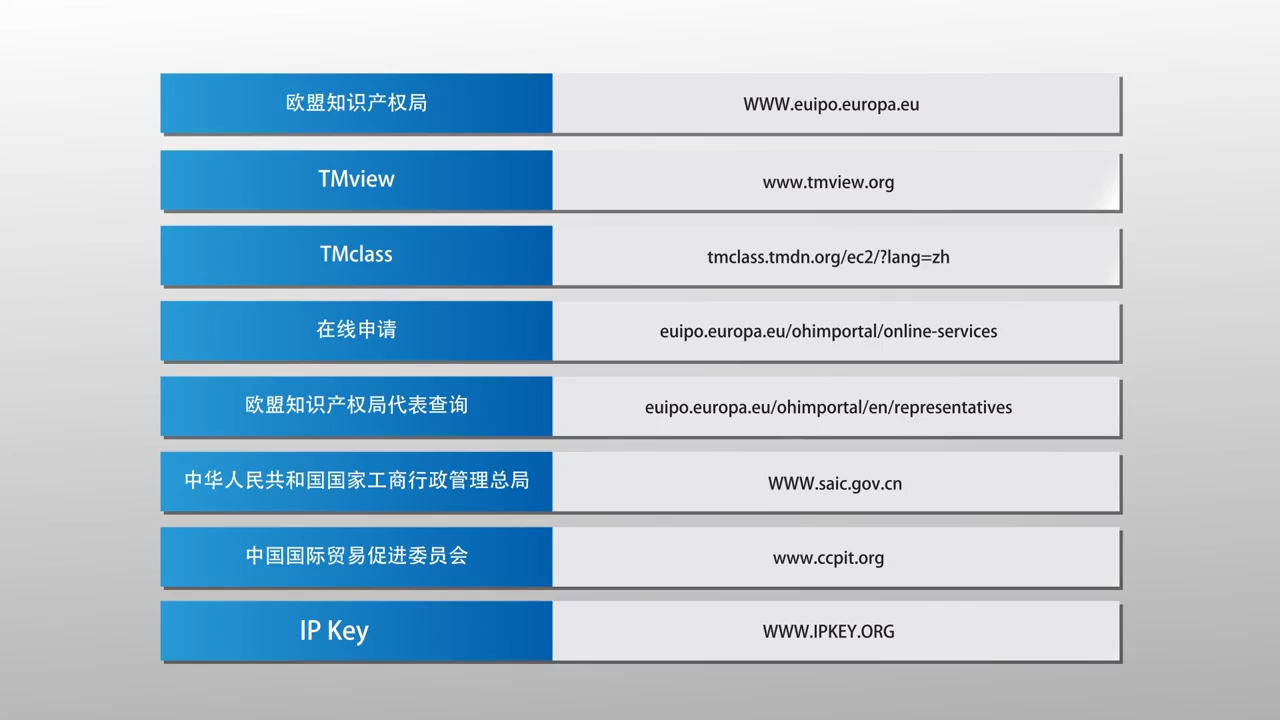 欧盟知识产权局
WWW.euipo.europa.eu
TMview
www.tmview.org
TMclass
tmclass.tmdn.org/ec2/?lang=zh
在线申请
euipo.europa.eu/ohimportal/online-services
欧盟知识产权局代表查询
euipo.europa.eu/ohimportal/en/representatives
中华人民共和国国家工商行政管理总局
WWW.saic.gov.cn
中国国际贸易促进委员会
www.ccpit.org
IP Key
WWW.IPKEY.ORG